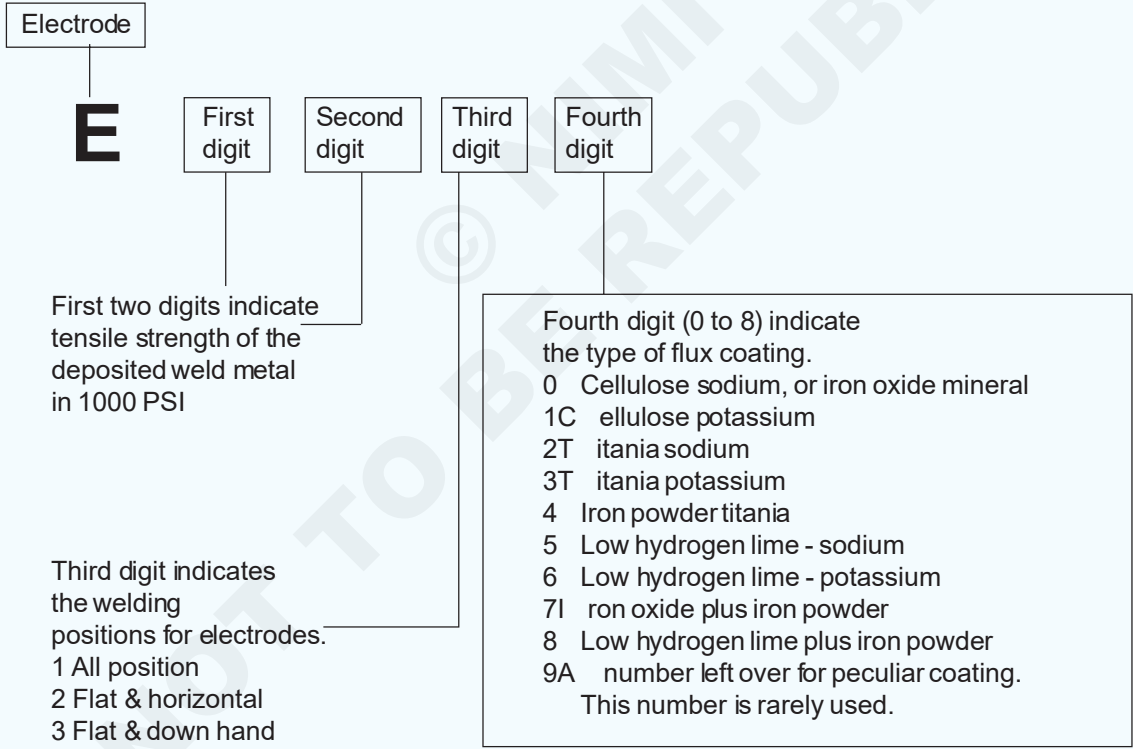 Electrode
E
First
digit
Second
digit
Third
digit
Fourth
digit
First two digits indicate
tensile strength of the
deposited weld metal
in 1000 PSI
Third digit indicates
the welding
positions for electrodes.
1 All position
2 Flat & horizontal
3 Flat & down hand
Fourth digit (0 to 8) indicate
the type of flux coating.
0 Cellulose sodium, or iron oxide mineral
1C ellulose potassium
2T itania sodium
3T itania potassium
4 Iron powder titania
5 Low hydrogen lime - sodium
6 Low hydrogen lime - potassium
7I ron oxide plus iron powder
8 Low hydrogen lime plus iron powder
9A number left over for peculiar coating.
This number is rarely used.
© NIMI
NOT TO BE REPUB